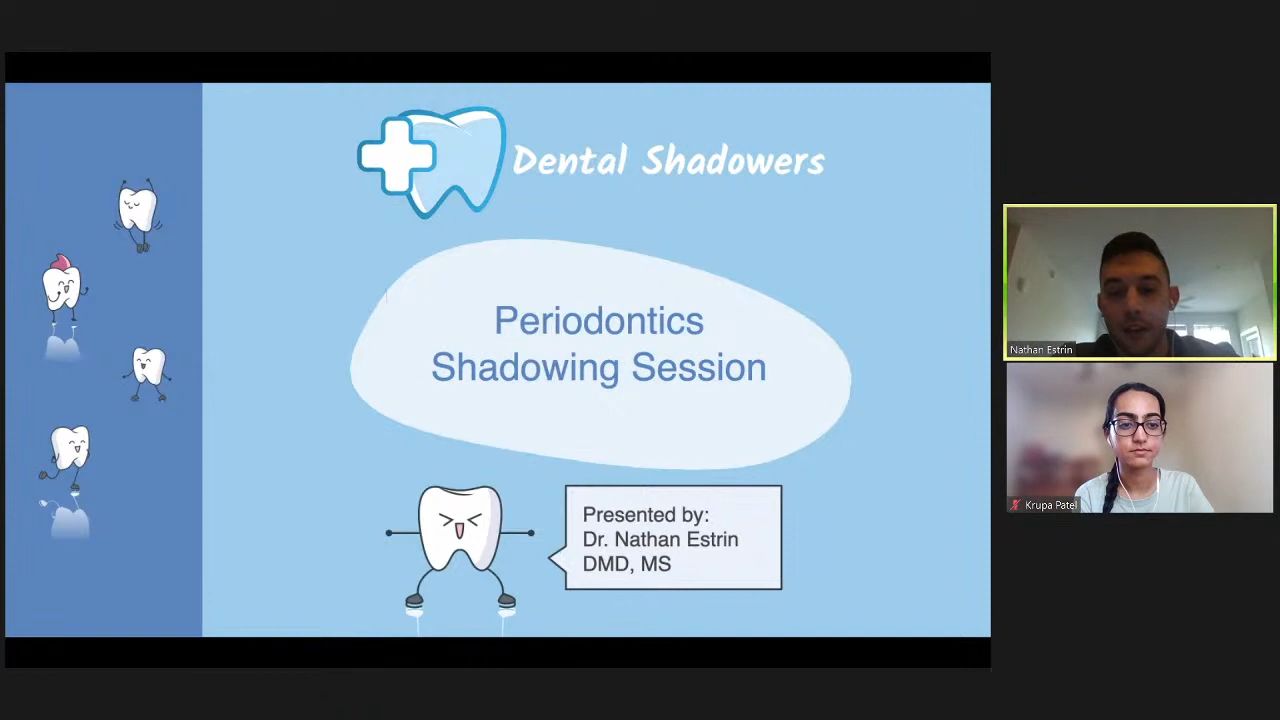 Dental Shadowers
Periodontics
Shadowing Session
Presented by:
Dr. Nathan Estrin
DMD, MS
Nathan Estrin
Krupa Patel